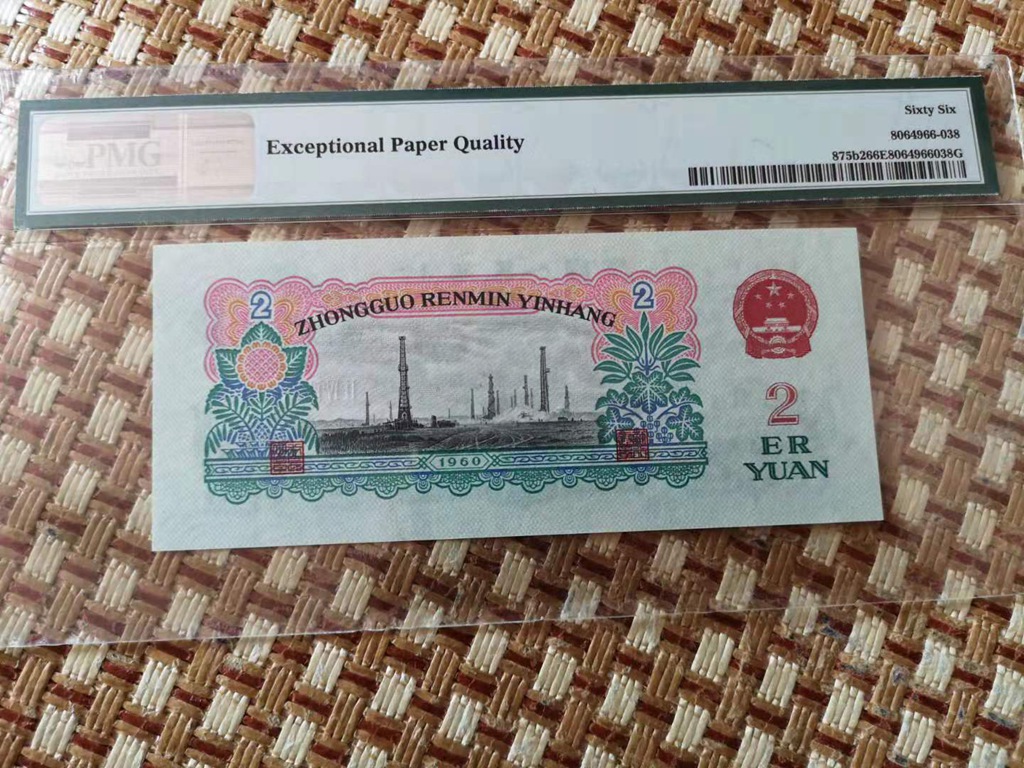 PMG
Exceptional Paper Quality
Sixty Six
8064966-038
875b266E8064966038G
2
2
ZHONGGUO RENMIN YINHANG
1960
2
ER
YUAN